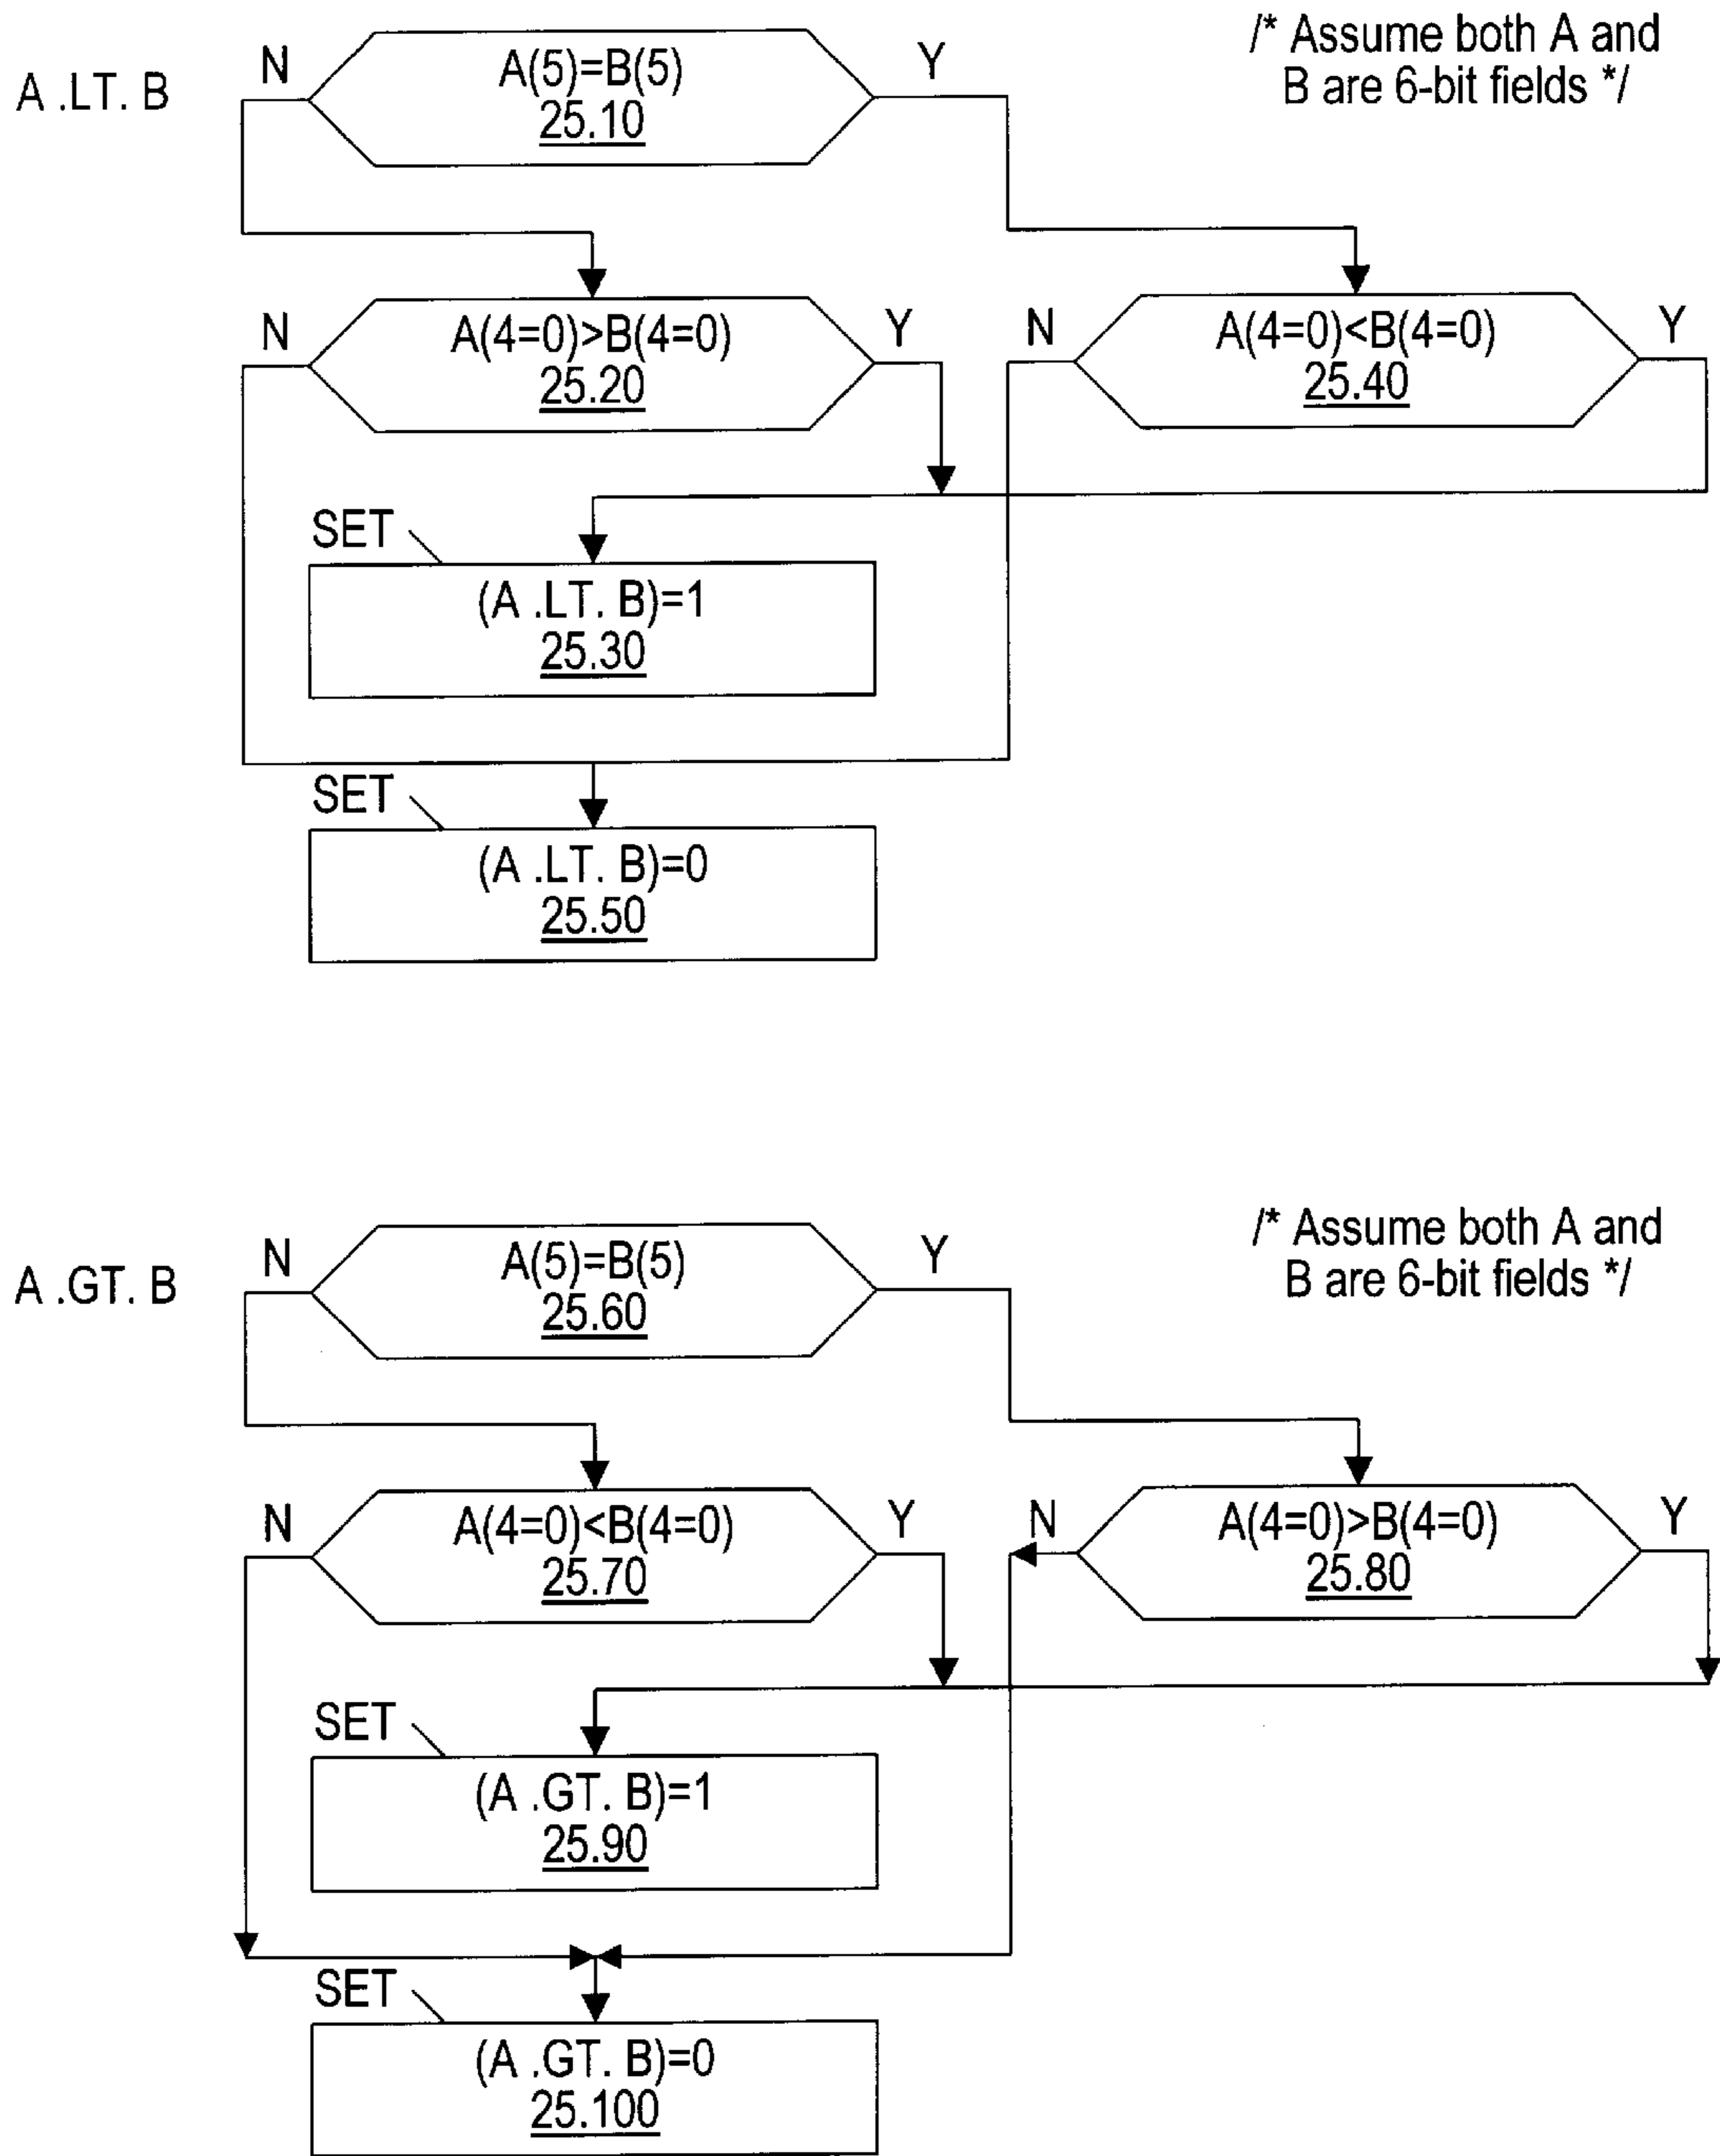 A .LT. B
N
A(5)=B(5)
25.10
Y
/* Assume both A and
B are 6-bit fields */
N
A(4=0)>B(4=0)
25.20
Y
N
A(4=0)<B(4=0)
25.40
Y
SET
(A .LT. B)=1
25.30
SET
(A .LT. B)=0
25.50
A .GT. B
N
A(5)=B(5)
25.60
Y
/* Assume both A and
B are 6-bit fields */
N
A(4=0)<B(4=0)
25.70
Y
N
A(4=0)>B(4=0)
25.80
Y
SET
(A .GT. B)=1
25.90
SET
(A .GT. B)=0
25.100